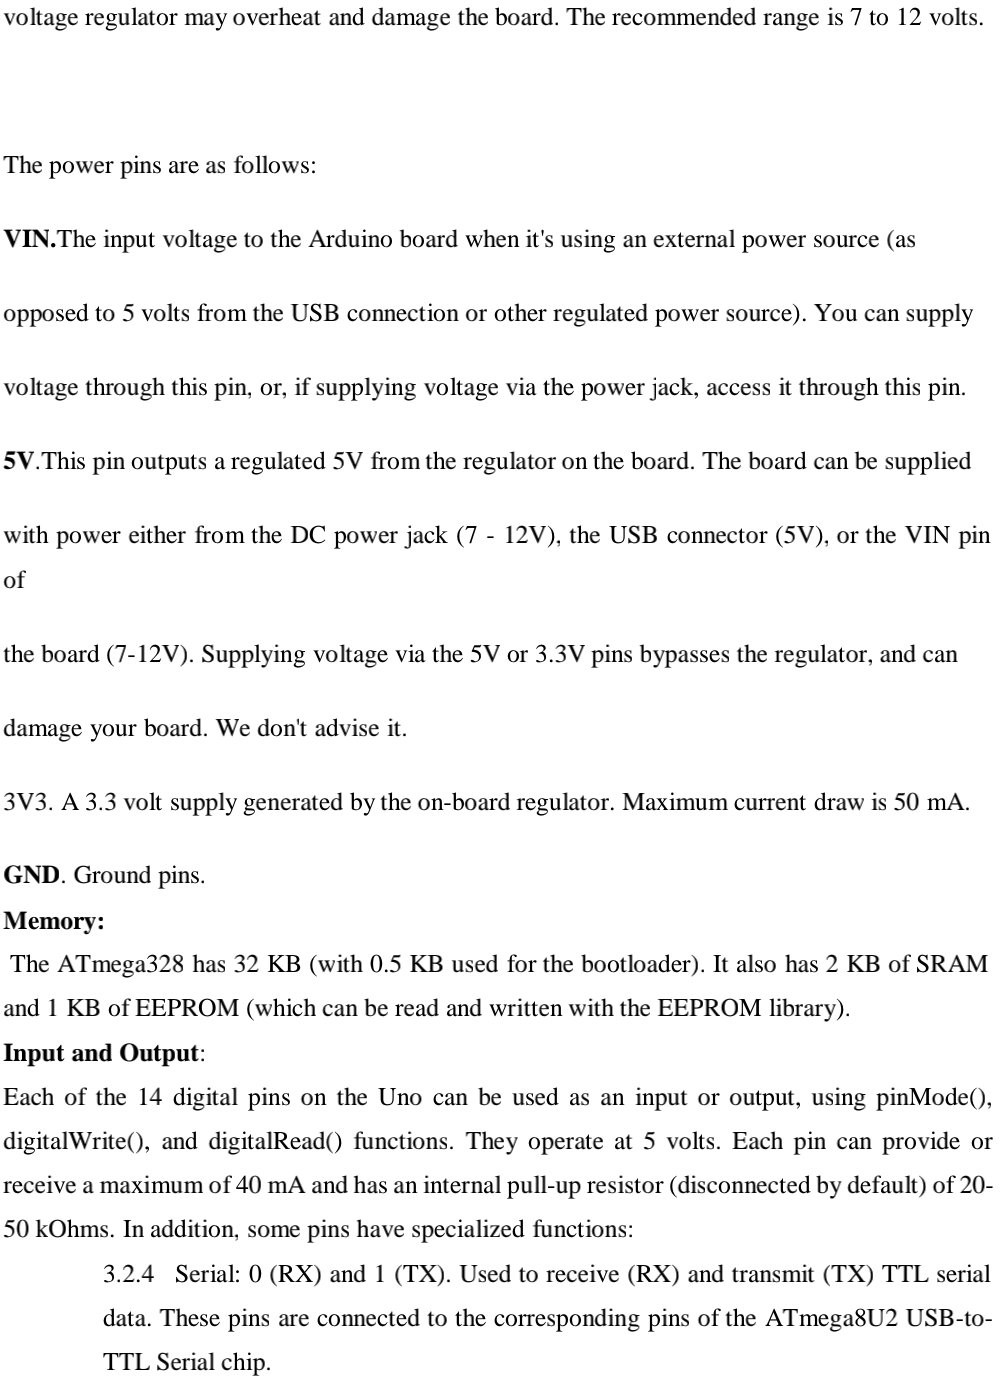 voltage regulator may overheat and damage the board. The recommended range is 7 to 12 volts.
The power pins are as follows:
VIN.The input voltage to the Arduino board when it's using an external power source (as
opposed to 5 volts from the USB connection or other regulated power source). You can supply
voltage through this pin, or, if supplying voltage via the power jack, access it through this pin.
5V.This pin outputs a regulated 5V from the regulator on the board. The board can be supplied
with power either from the DC power jack (7 - 12V), the USB connector (5V), or the VIN pin
of
the board (7-12V). Supplying voltage via the 5V or 3.3V pins bypasses the regulator, and can
damage your board. We don't advise it.
3V3. A 3.3 volt supply generated by the on-board regulator. Maximum current draw is 50 mA.
GND. Ground pins.
Memory:
The ATmega328 has 32 KB (with 0.5 KB used for the bootloader). It also has 2 KB of SRAM
and 1 KB of EEPROM (which can be read and written with the EEPROM library).
Input and Output:
Each of the 14 digital pins on the Uno can be used as an input or output, using pinMode(),
digitalWrite(), and digitalRead() functions. They operate at 5 volts. Each pin can provide or
receive a maximum of 40 mA and has an internal pull-up resistor (disconnected by default) of 20-
50 kOhms. In addition, some pins have specialized functions:
3.2.4 Serial: 0 (RX) and 1 (TX). Used to receive (RX) and transmit (TX) TTL serial
data. These pins are connected to the corresponding pins of the ATmega8U2 USB-to-
TTL Serial chip.